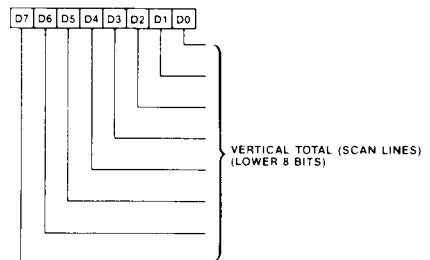 D7 D6 D5 D4 D3 D2 D1 D0
VERTICAL TOTAL (SCAN LINES)
(LOWER 8 BITS)